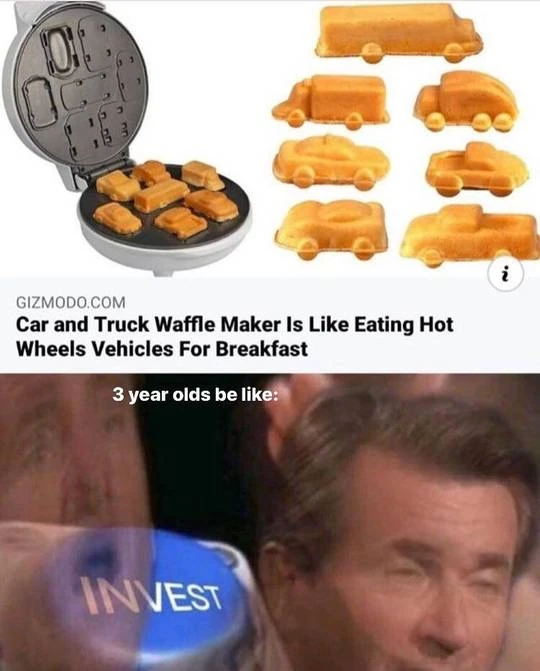 i
GIZMODO.COM
Car and Truck Waffle Maker Is Like Eating Hot
Wheels Vehicles For Breakfast
3 year olds be like:
INVEST